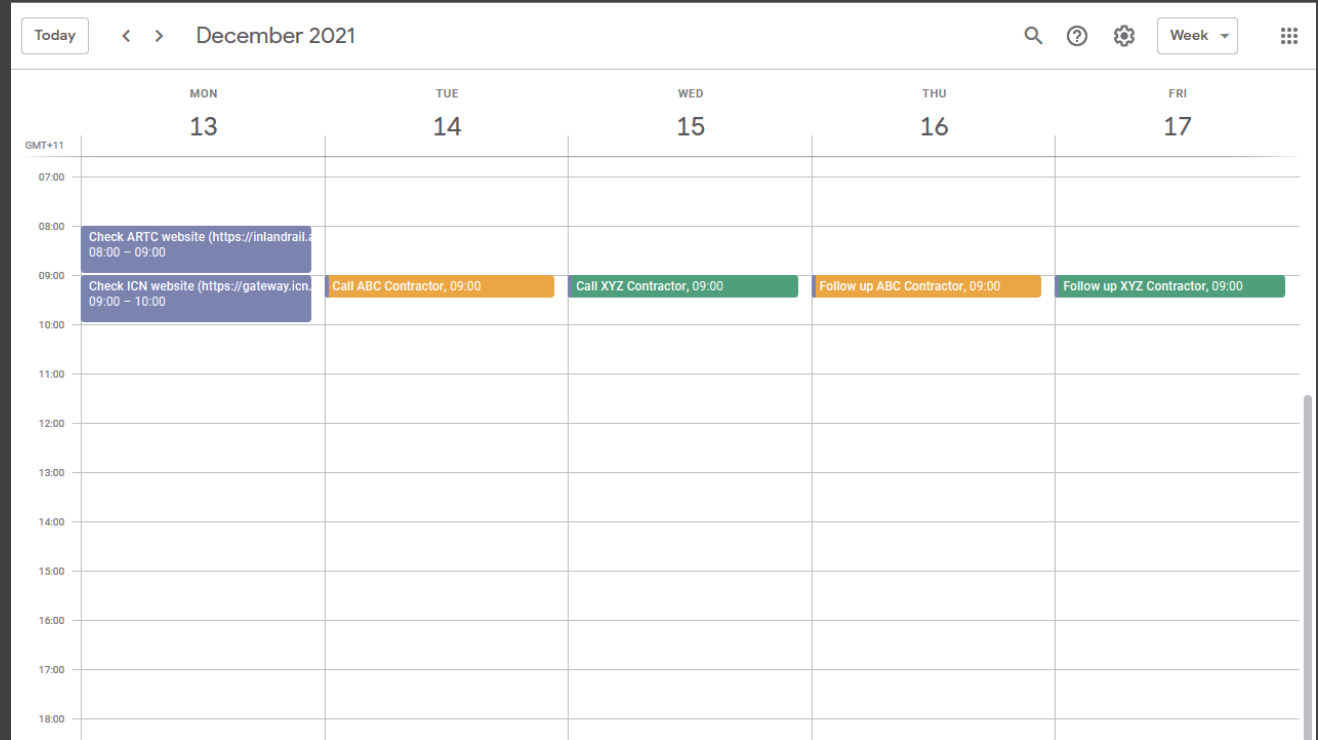 Today
December 2021
Week
MON
TUE
WED
THU
FRI
13
14
15
16
17
GMT+11
07:00
08:00
Check ARTC website (https://inlandrail.a
08:00 – 09:00
09:00
Check ICN website (https://gateway.icn.
09:00 – 10:00
Call ABC Contractor, 09:00
Call XYZ Contractor, 09:00
Follow up ABC Contractor, 09:00
Follow up XYZ Contractor, 09:00
10:00
11:00
12:00
13:00
14:00
15:00
16:00
17:00
18:00